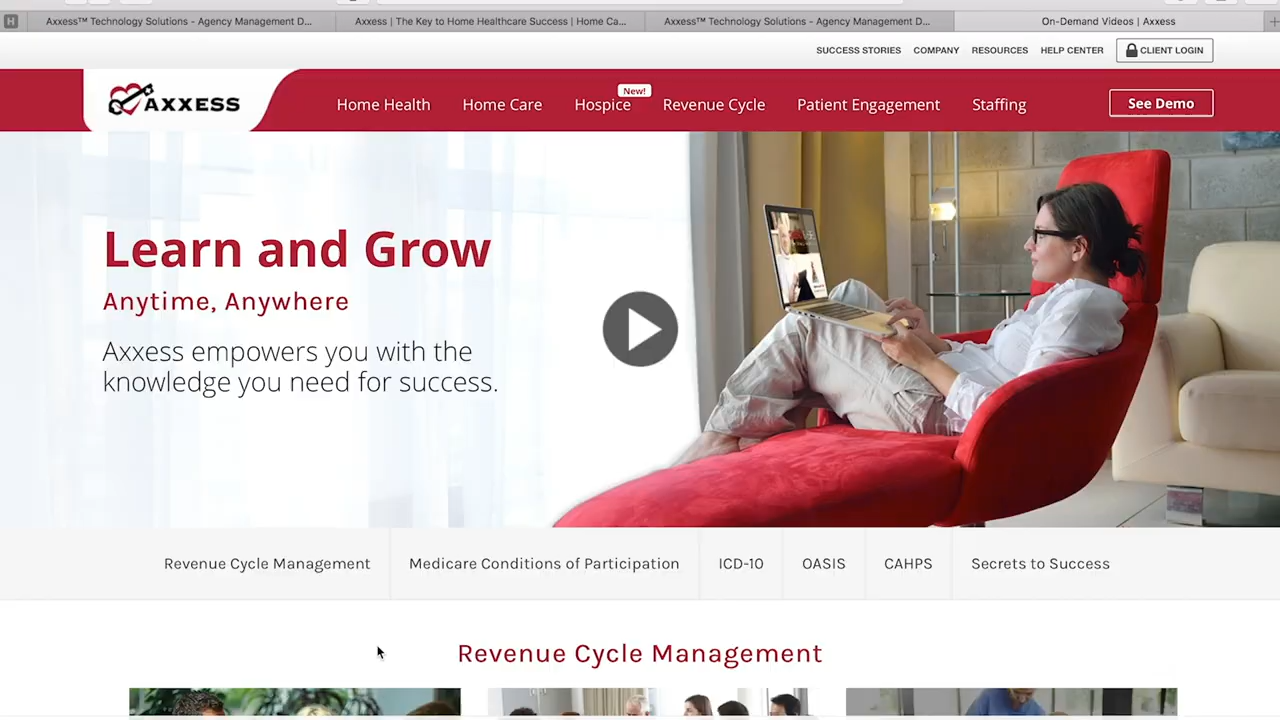 Axxess™ Technology Solutions - Agency Management D...
Axxess | The Key to Home Healthcare Success | Home Ca...
Axxess™ Technology Solutions - Agency Management D...
On-Demand Videos | Axxess
SUCCESS STORIES COMPANY RESOURCES HELP CENTER CLIENT LOGIN
AXXESS
Home Health Home Care Hospice New! Revenue Cycle Patient Engagement Staffing See Demo
Learn and Grow
Anytime, Anywhere
Axxess empowers you with the
knowledge you need for success.
Revenue Cycle Management Medicare Conditions of Participation ICD-10 OASIS CAHPS Secrets to Success
Revenue Cycle Management